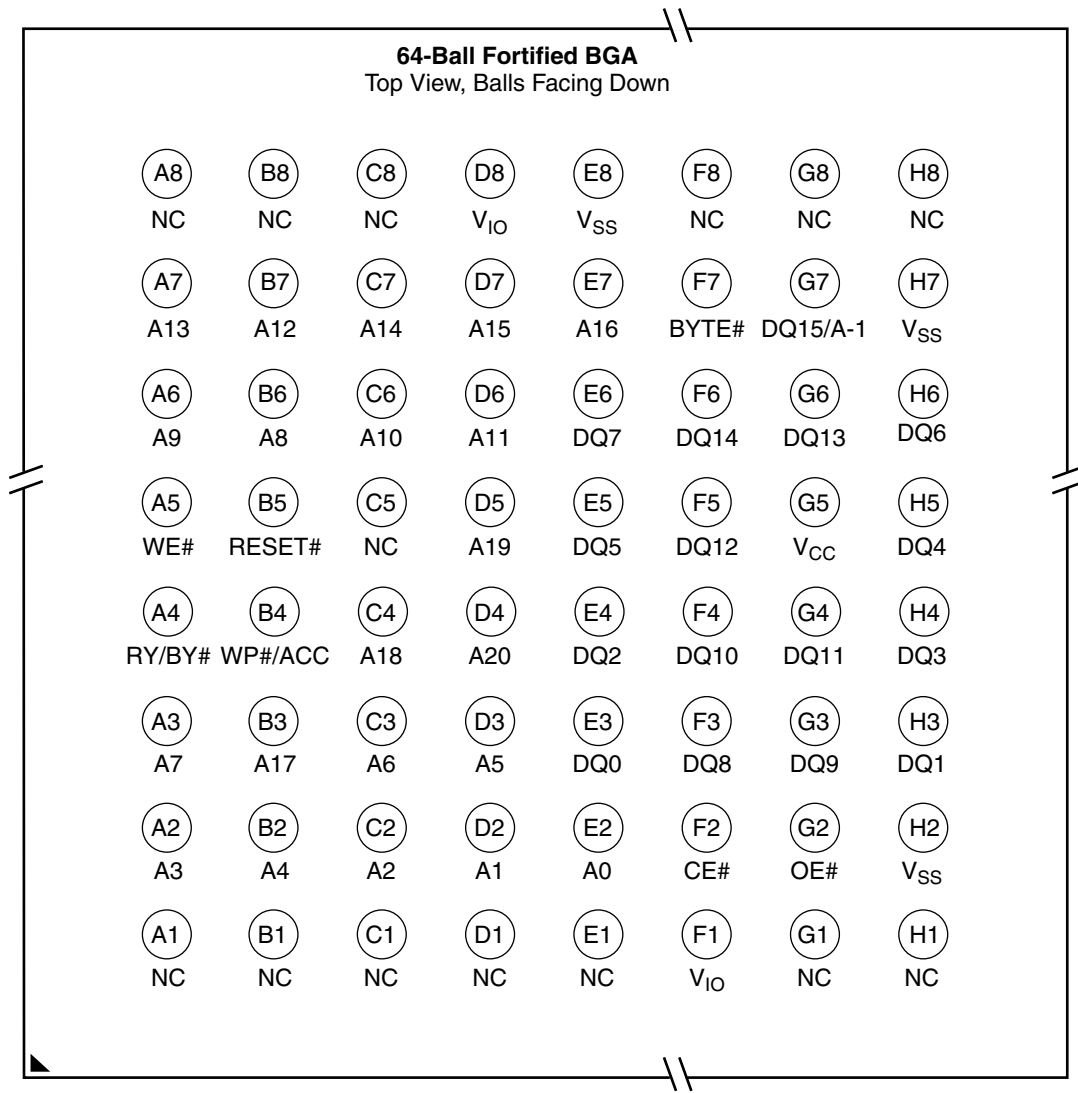 64-Ball Fortified BGA
Top View, Balls Facing Down
A8 B8 C8 D8 E8 F8 G8 H8
NC NC NC VIO VSS NC NC NC
A7 B7 C7 D7 E7 F7 G7 H7
A13 A12 A14 A15 A16 BYTE# DQ15/A-1 VSS
A6 B6 C6 D6 E6 F6 G6 H6
A9 A8 A10 A11 DQ7 DQ14 DQ13 DQ6
A5 B5 C5 D5 E5 F5 G5 H5
WE# RESET# NC A19 DQ5 DQ12 VCC DQ4
A4 B4 C4 D4 E4 F4 G4 H4
RY/BY# WP#/ACC A18 A20 DQ2 DQ10 DQ11 DQ3
A3 B3 C3 D3 E3 F3 G3 H3
A7 A17 A6 A5 DQ0 DQ8 DQ9 DQ1
A2 B2 C2 D2 E2 F2 G2 H2
A3 A4 A2 A1 A0 CE# OE# VSS
A1 B1 C1 D1 E1 F1 G1 H1
NC NC NC NC NC VIO NC NC